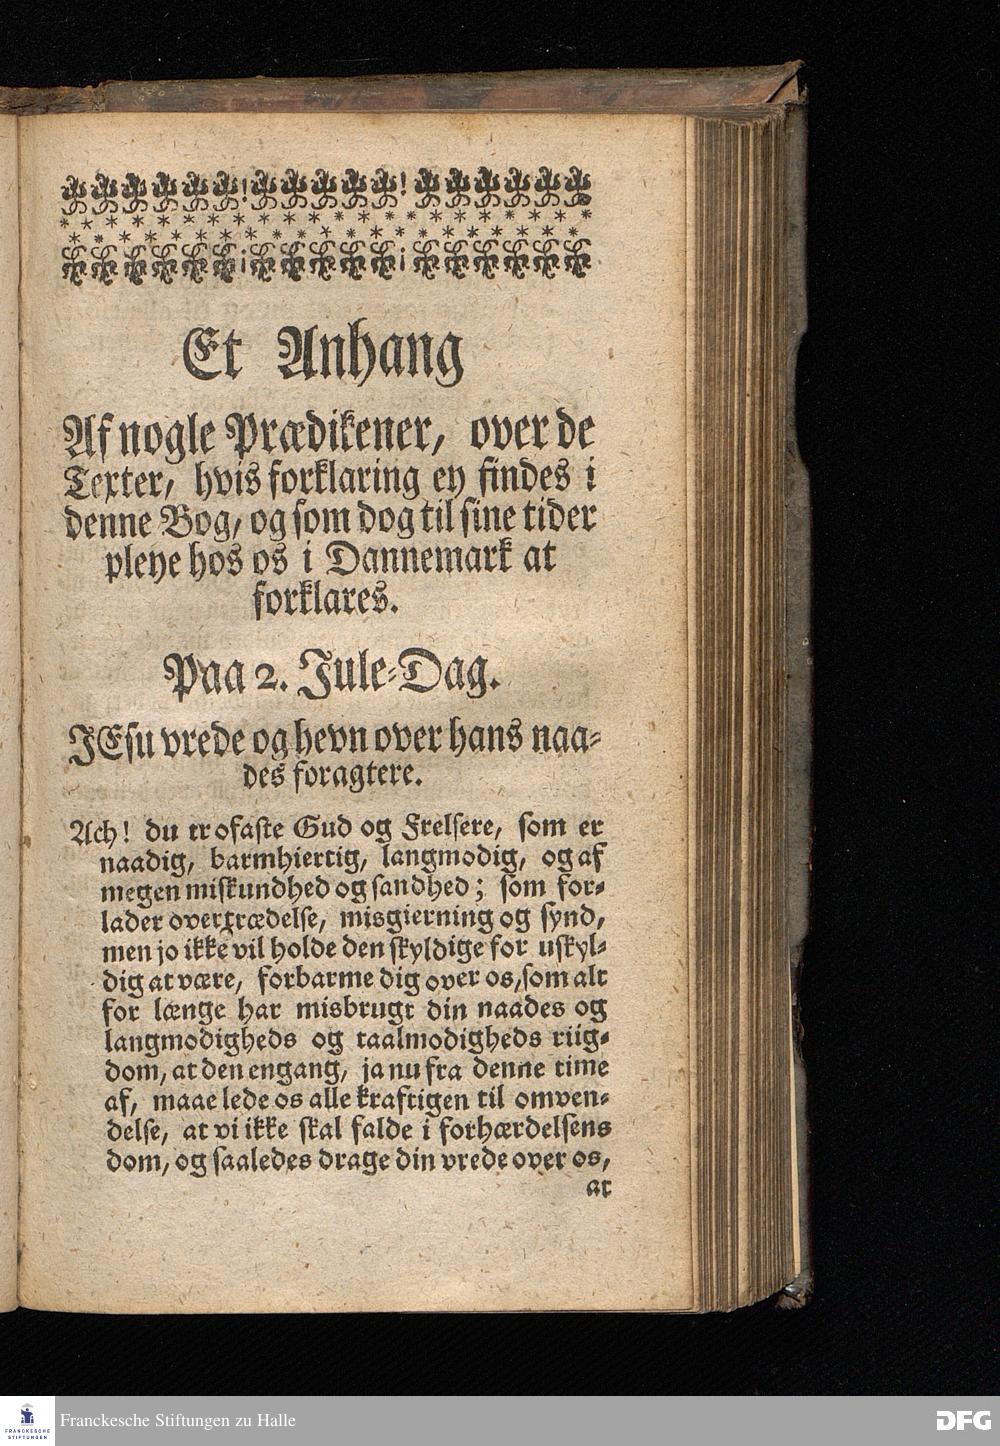 Et Anhang
Af nogle Prædikener, over de
Texter, hvis forklaring ey findes i
denne Bog, og som dog til sine tider
pleye hos os i Dannemark at
forklares.
Paa 2. Jule-Dag.
JEsu vrede og hevn over hans naa-
des foragtere.
Ach! du trofaste Gud og Frelsere, som er
naadig, barmhiertig, langmodig, og af
megen miskundhed og sandhed; som for-
lader overtrædelse, misgierning og synd,
men jo ikke vil holde den skyldige for uskyl-
dig at være, forbarme dig over os, som alt
for længe har misbrugt din naades og
langmodigheds og taalmodigheds riig-
dom, at den engang, ja nu fra denne time
af, maae lede os alle kraftigen til omven-
delse, at vi ikke skal falde i forhærdelsens
dom, og saaledes drage din vrede over os,
at
FRANCKESCHE
STIFTUNGEN
Franckesche Stiftungen zu Halle
DFG